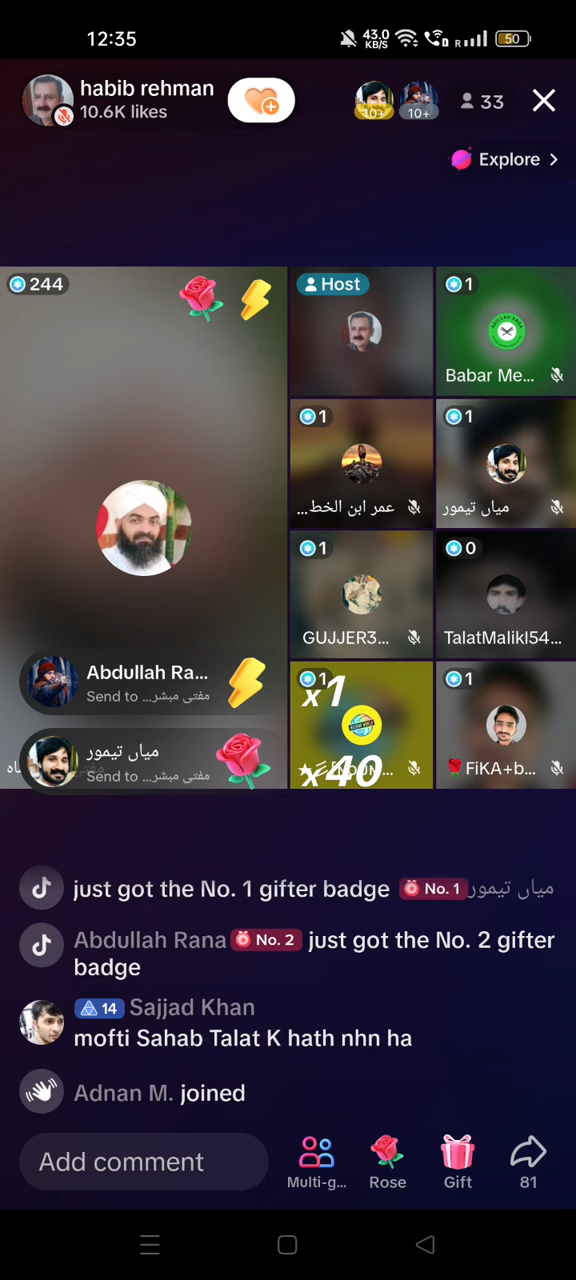 12:35
43.0
KB/S
R
50
habib rehman
10.6K likes
10+
10+
33
Explore
244
Host
1
Babar Me...
1
عمر ابن الخط...
1
میاں تیمور
1
GUJJER3...
0
TalatMalikl54...
1
x1
x40
1
FiKA+b...
Abdullah Ra...
Send to ...مفتی مبشر
میاں تیمور
Send to ...مفتی مبشر
just got the No. 1 gifter badge No. 1 میاں تیمور
Abdullah Rana No. 2 just got the No. 2 gifter
badge
14 Sajjad Khan
mofti Sahab Talat K hath nhn ha
Adnan M. joined
Add comment
Multi-g...
Rose
Gift
81